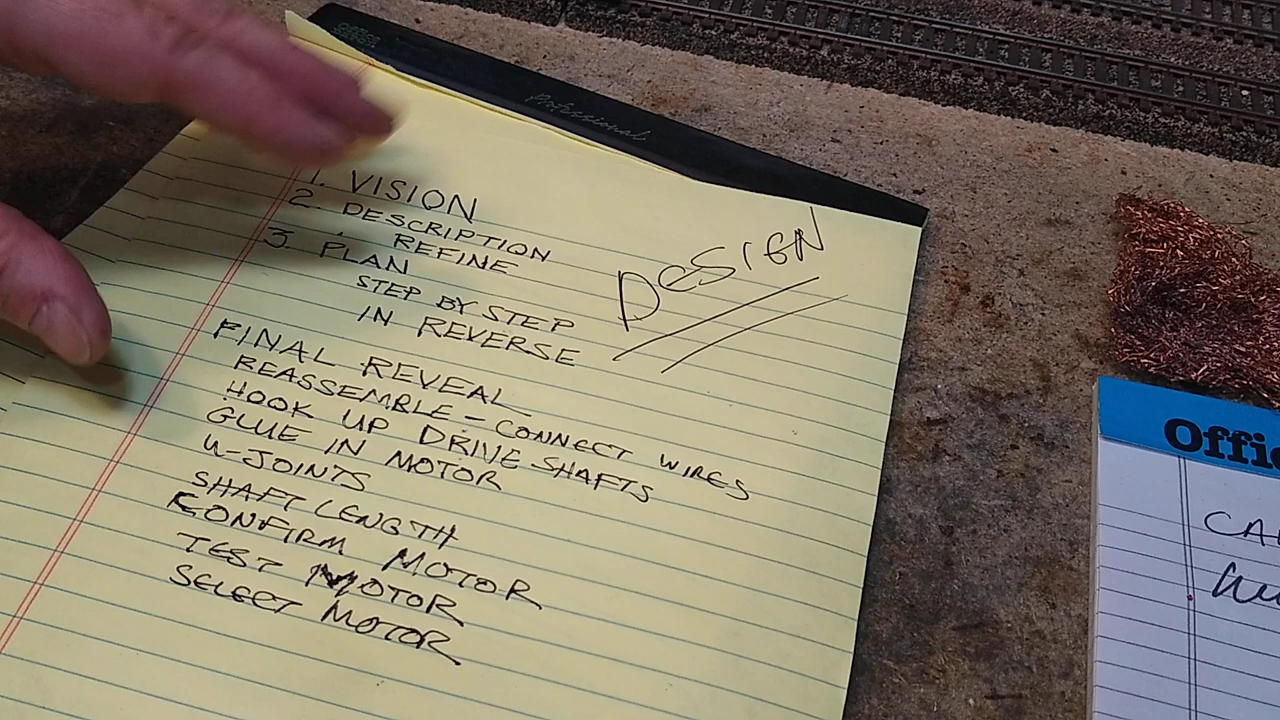 Professional
1. VISION
2. DESCRIPTION
REFINE
3. PLAN
STEP BY STEP
IN REVERSE
DESIGN
FINAL REVEAL
REASSEMBLE - CONNECT WIRES
HOOK UP DRIVE SHAFTS
GLUE IN MOTOR
U-JOINTS
SHAFT LENGTH
CONFIRM MOTOR
TEST MOTOR
SELECT MOTOR
Offi
CA